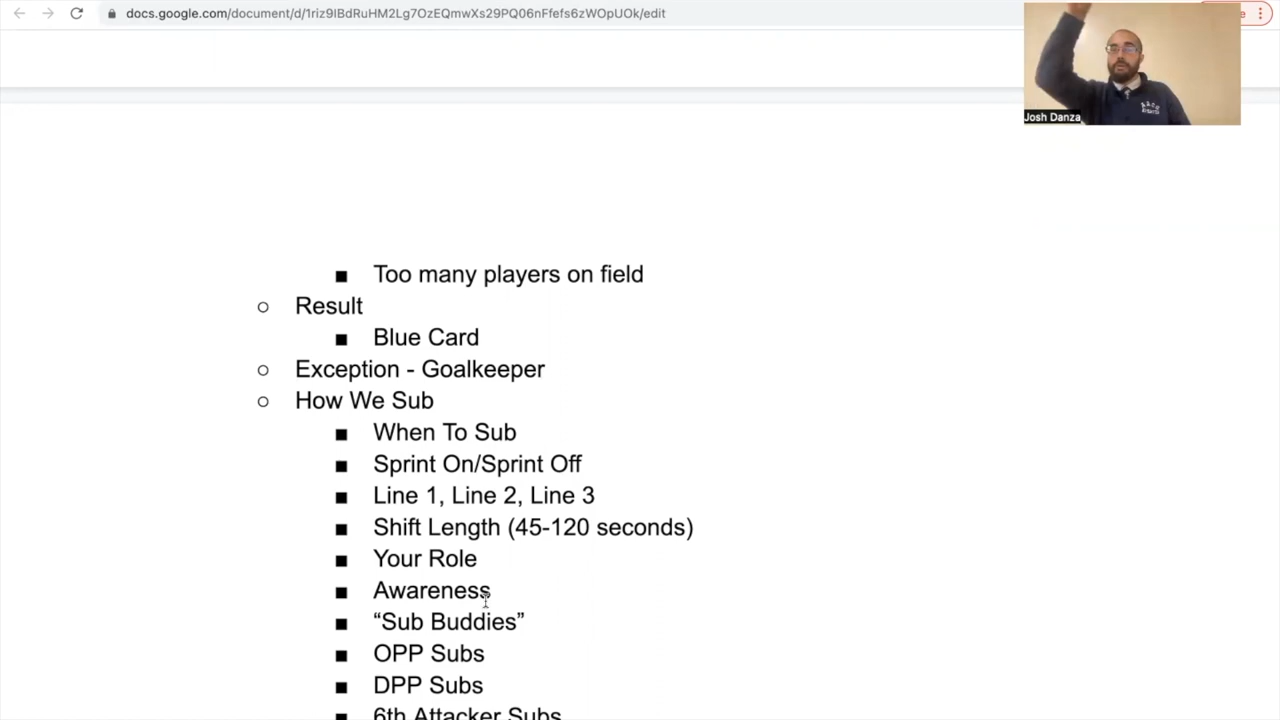 docs.google.com/document/d/1riz9IBdRuHM2Lg7OzEQmwXs29PQ06nFfefs6zWOpUOk/edit
Josh Danza
Too many players on field
Result
Blue Card
Exception - Goalkeeper
How We Sub
When To Sub
Sprint On/Sprint Off
Line 1, Line 2, Line 3
Shift Length (45-120 seconds)
Your Role
Awareness
“Sub Buddies”
OPP Subs
DPP Subs
6th Attacker Subs